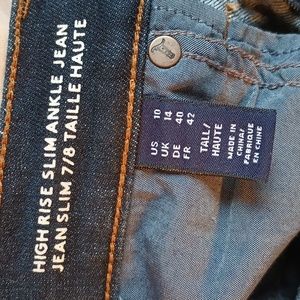 HIGH RISE SLIM ANKLE JEAN
JEAN SLIM 7/8 TAILLE HAUTE
US 10
UK 14
DE 40
FR 42
TALL/
HAUTE
MADE IN
CHINA/
FABRIQUE
EN CHINE